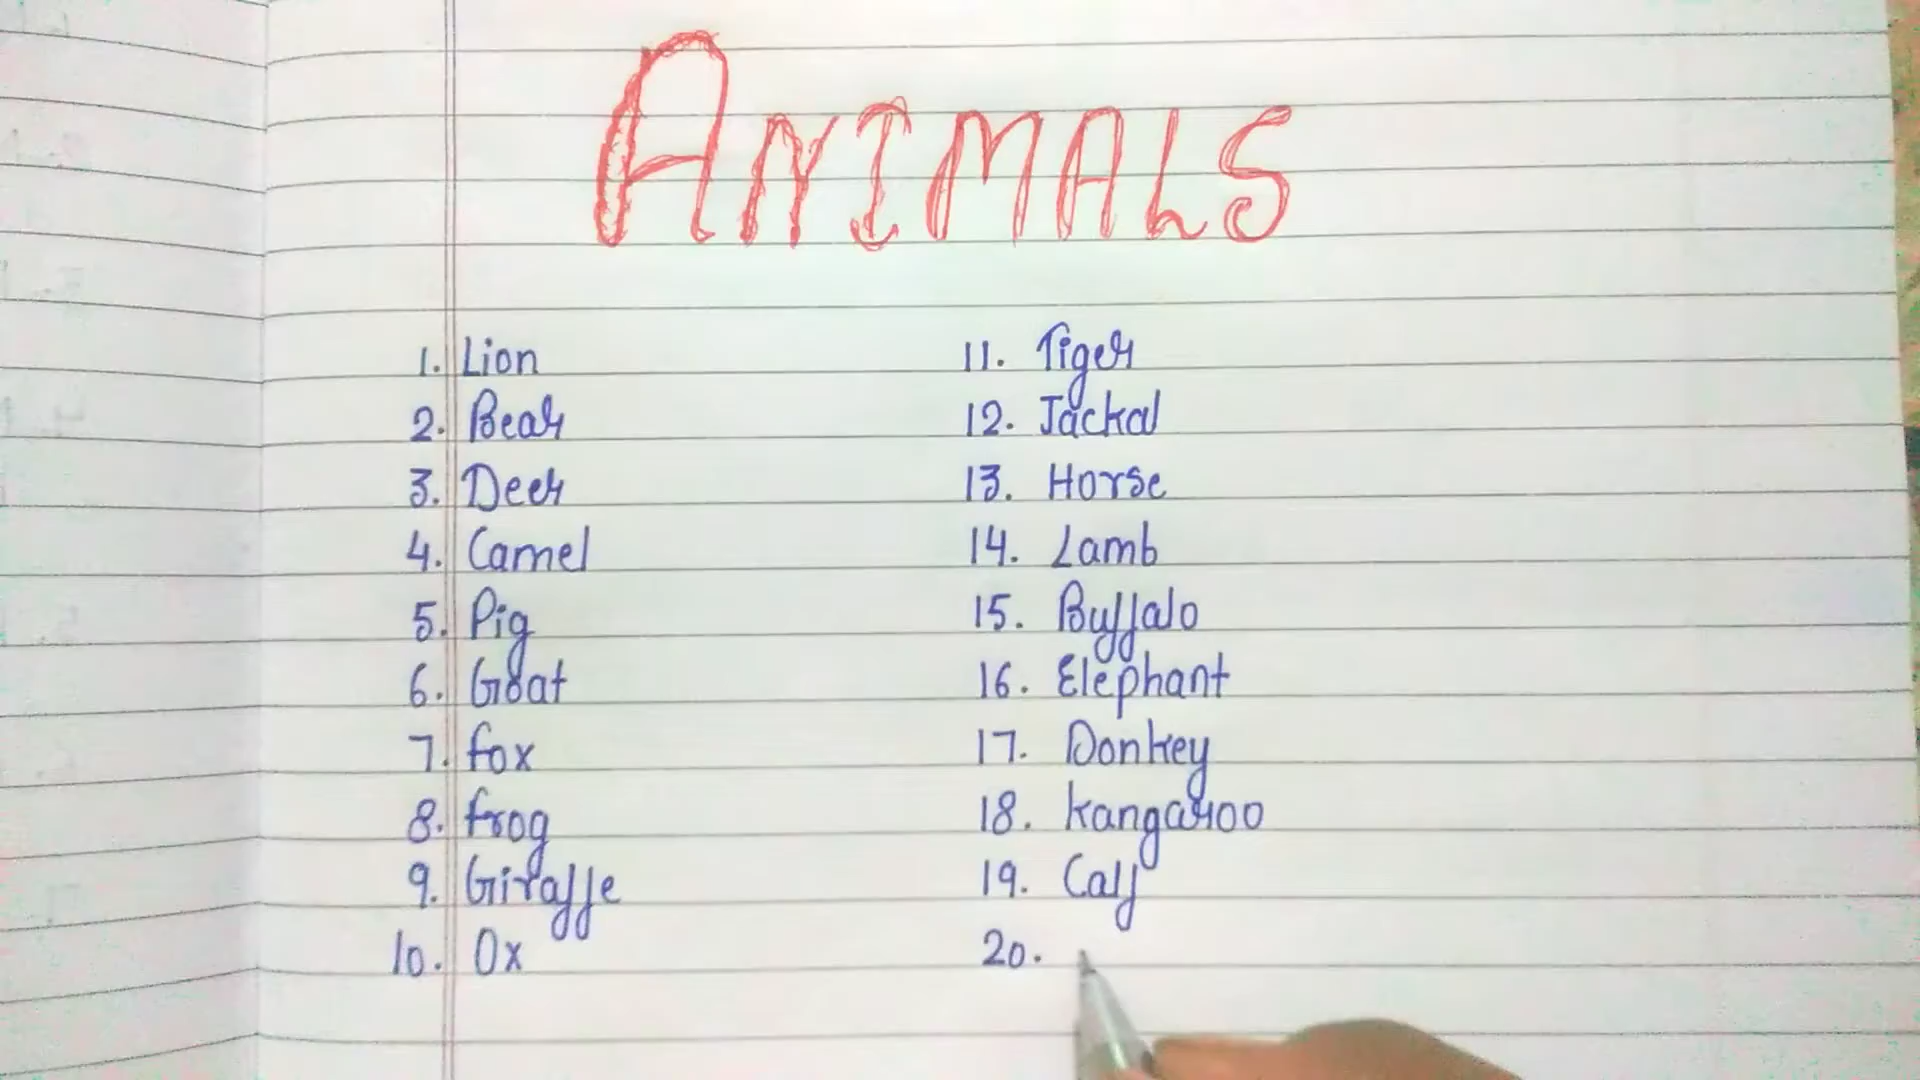 ANIMALS
1. Lion
2. Bear
3. Deer
4. Camel
5. Pig
6. Goat
7. fox
8. frog
9. Giraffe
10. Ox
11. Tiger
12. Jackal
13. Horse
14. Lamb
15. Buffalo
16. Elephant
17. Donkey
18. kangaroo
19. Calf
20.